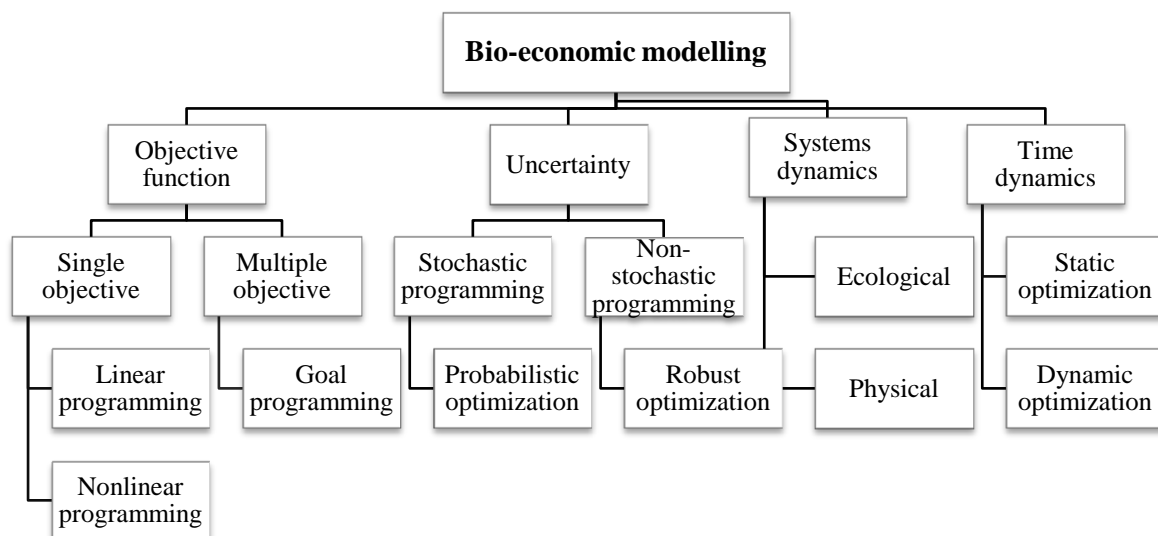 Bio-economic modelling
Objective
function
Uncertainty
Systems
dynamics
Time
dynamics
Single
objective
Multiple
objective
Stochastic
programming
Non-
stochastic
programming
Ecological
Static
optimization
Linear
programming
Goal
programming
Probabilistic
optimization
Robust
optimization
Physical
Dynamic
optimization
Nonlinear
programming